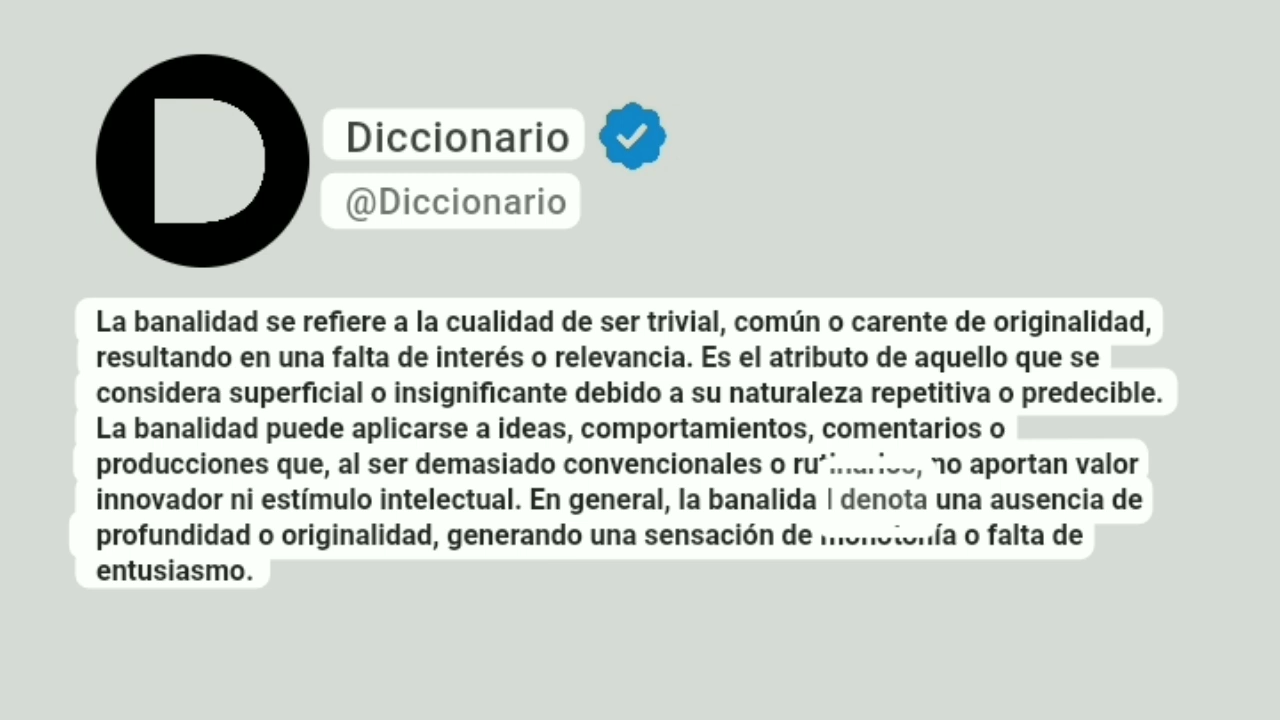 Diccionario
@Diccionario
La banalidad se refiere a la cualidad de ser trivial, común o carente de originalidad,
resultando en una falta de interés o relevancia. Es el atributo de aquello que se
considera superficial o insignificante debido a su naturaleza repetitiva o predecible.
La banalidad puede aplicarse a ideas, comportamientos, comentarios o
producciones que, al ser demasiado convencionales o no aportan valor
innovador ni estímulo intelectual. En general, la denota una ausencia de
profundidad o originalidad, generando una sensación de o falta de
entusiasmo.